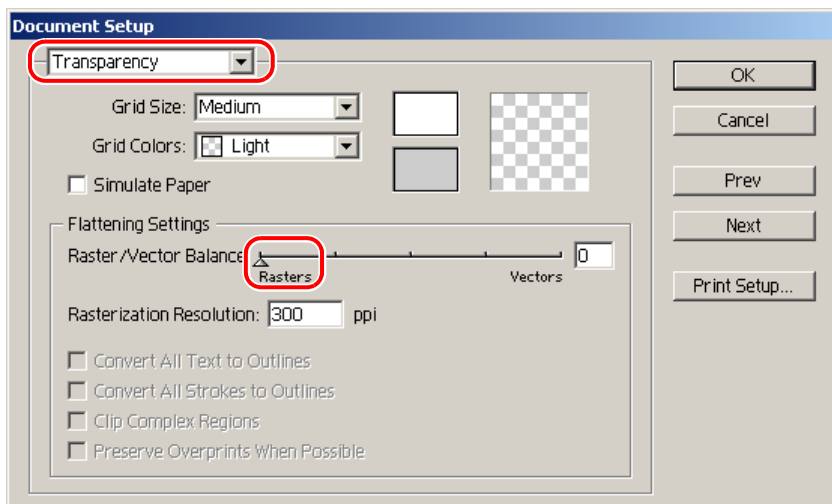 Document Setup
Transparency
OK
Grid Size: Medium
Cancel
Grid Colors: Light
Simulate Paper
Prev
Flattening Settings
Next
Raster/Vector Balance 0
Rasters Vectors
Print Setup...
Rasterization Resolution: 300 ppi
Convert All Text to Outlines
Convert All Strokes to Outlines
Clip Complex Regions
Preserve Overprints When Possible